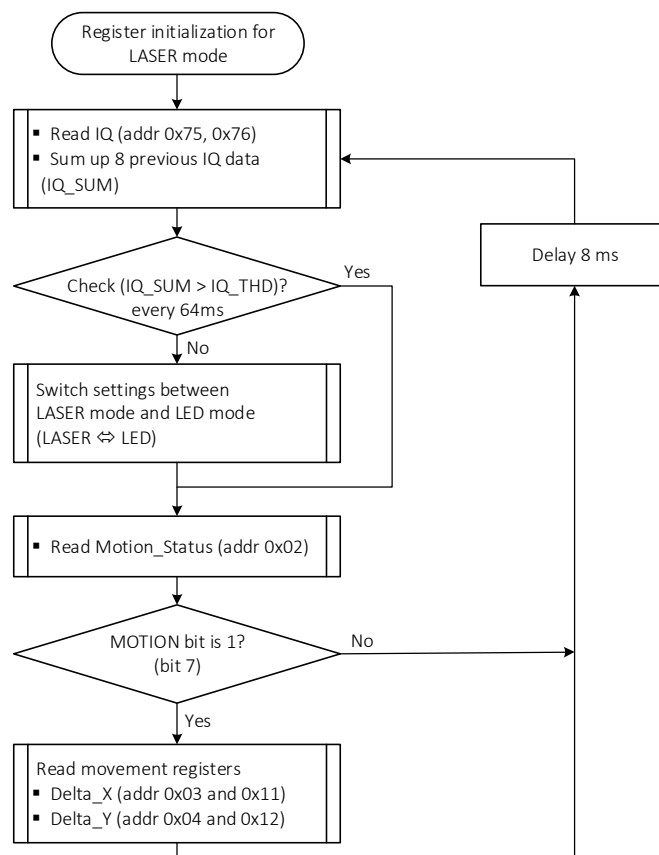 Register initialization for
LASER mode
▪ Read IQ (addr 0x75, 0x76)
▪ Sum up 8 previous IQ data
(IQ_SUM)
Delay 8 ms
Check (IQ_SUM > IQ_THD)?
every 64ms
Yes
No
Switch settings between
LASER mode and LED mode
(LASER ⇔ LED)
▪ Read Motion_Status (addr 0x02)
MOTION bit is 1?
(bit 7)
No
Yes
Read movement registers
▪ Delta_X (addr 0x03 and 0x11)
▪ Delta_Y (addr 0x04 and 0x12)